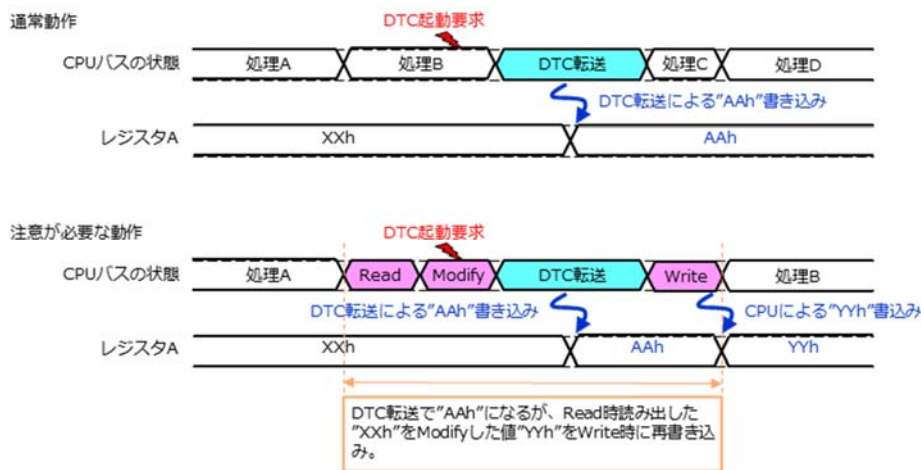 通常動作
DTC起動要求
CPUバスの状態 処理A 処理B DTC転送 処理C 処理D
DTC転送による"AAh"書き込み
レジスタA XXh AAh
注意が必要な動作
DTC起動要求
CPUバスの状態 処理A Read Modify DTC転送 Write 処理B
DTC転送による"AAh"書き込み CPUによる"YYh"書込み
レジスタA XXh AAh YYh
DTC転送で"AAh"になるが、Read時読み出した
"XXh"をModifyした値"YYh"をWrite時に再書き込
み。